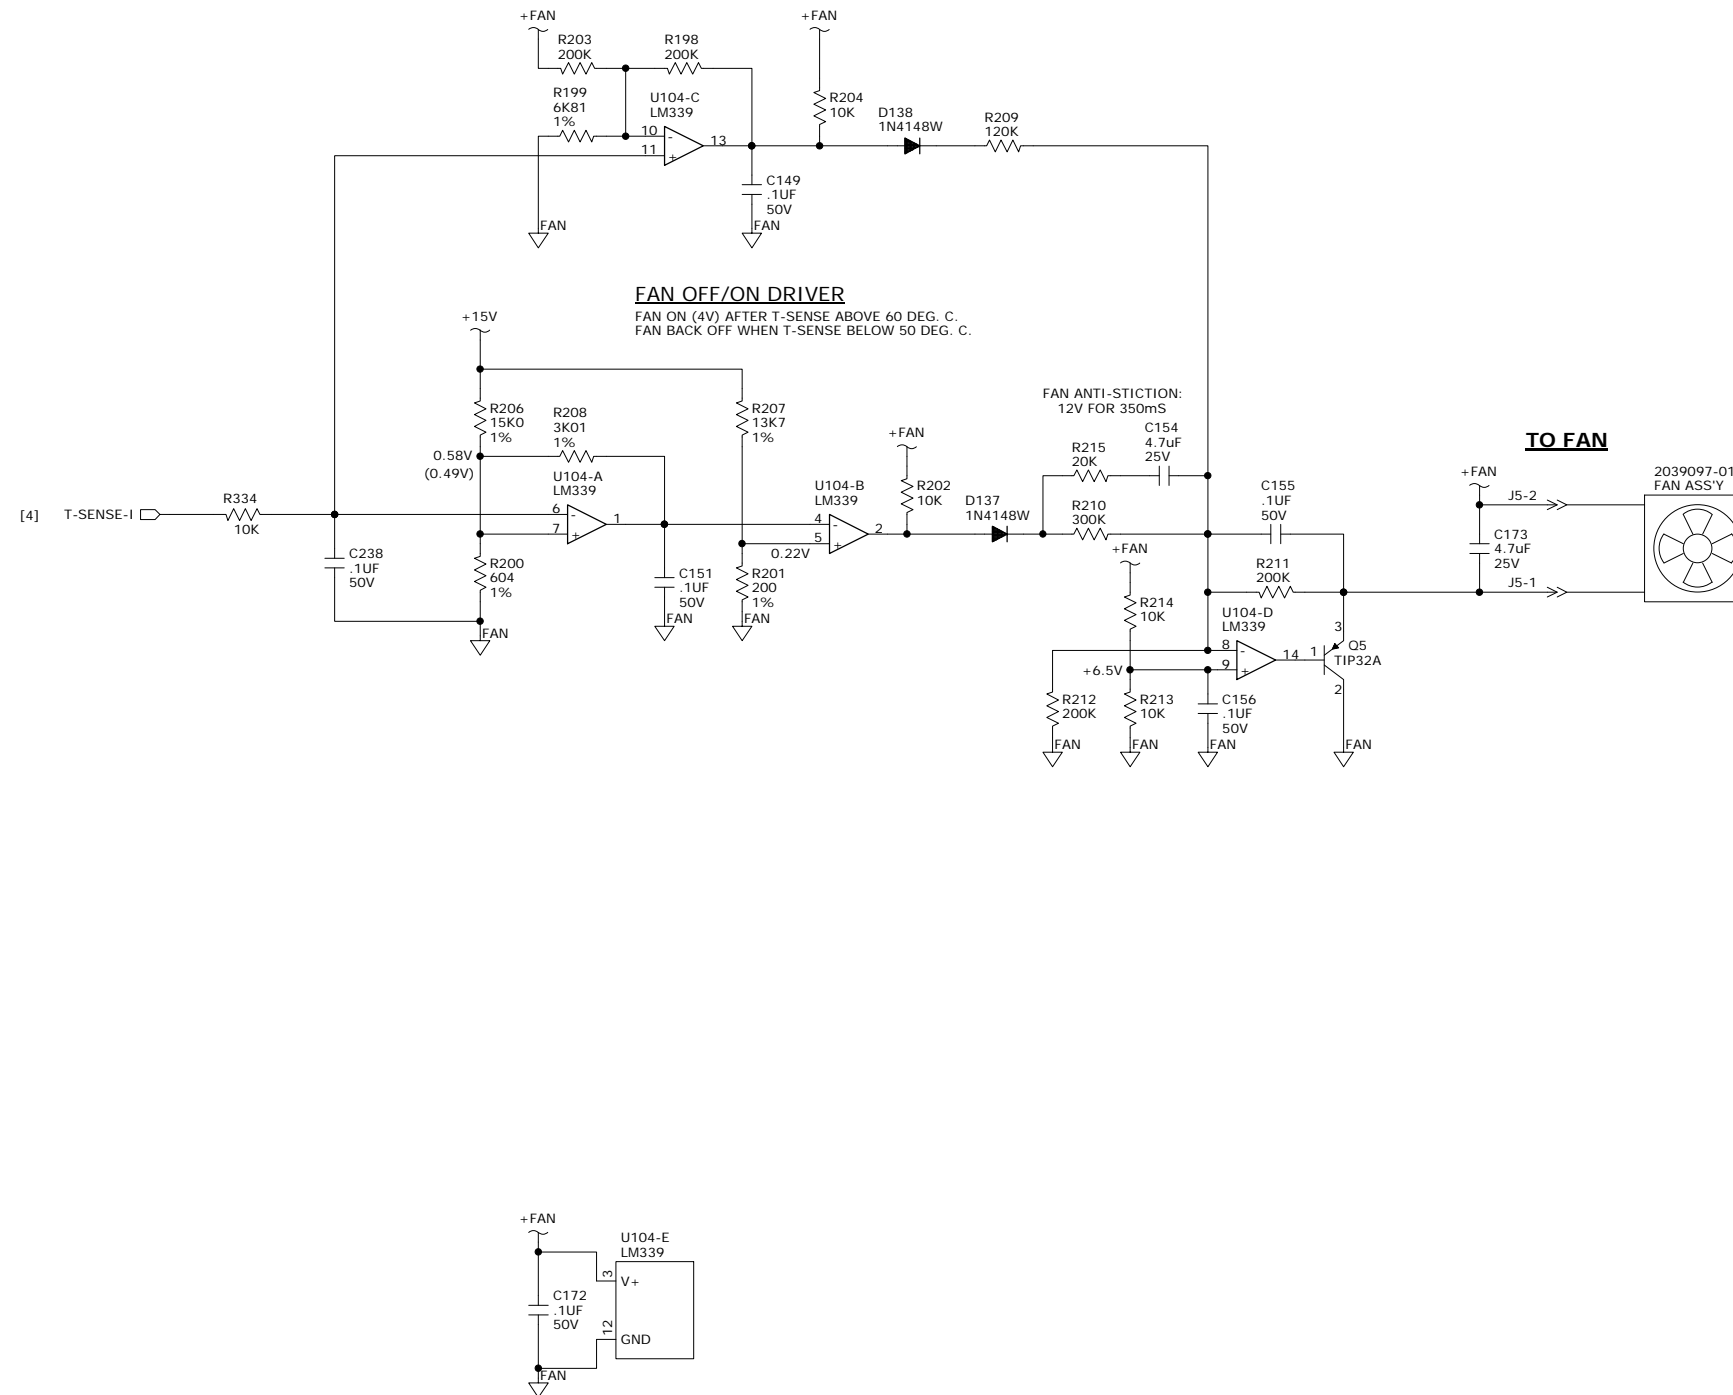 +FAN
R203
200K
R198
200K
R199
6K81
1%
U104-C
LM339
10
-
11
+
13
FAN
C149
.1UF
50V
FAN
+FAN
R204
10K
D138
1N4148W
R209
120K
FAN OFF/ON DRIVER
FAN ON (4V) AFTER T-SENSE ABOVE 60 DEG. C.
FAN BACK OFF WHEN T-SENSE BELOW 50 DEG. C.
+15V
R206
15K0
1%
R208
3K01
1%
0.58V
(0.49V)
U104-A
LM339
[4]
T-SENSE-I
R334
10K
6
-
7
+
1
C238
.1UF
50V
R200
604
1%
FAN
C151
.1UF
50V
FAN
R207
13K7
1%
U104-B
LM339
4
-
5
+
2
0.22V
R201
200
1%
FAN
+FAN
R202
10K
D137
1N4148W
FAN ANTI-STICTION:
12V FOR 350mS
R215
20K
C154
4.7uF
25V
R210
300K
C155
.1UF
50V
R211
200K
+FAN
R214
10K
U104-D
LM339
8
-
9
+
14
1
3
2
Q5
TIP32A
+6.5V
R212
200K
FAN
R213
10K
FAN
C156
.1UF
50V
FAN
FAN
TO FAN
+FAN
2039097-01
FAN ASS'Y
J5-2
C173
4.7uF
25V
J5-1
+FAN
U104-E
LM339
3
V+
C172
.1UF
50V
12
GND
FAN